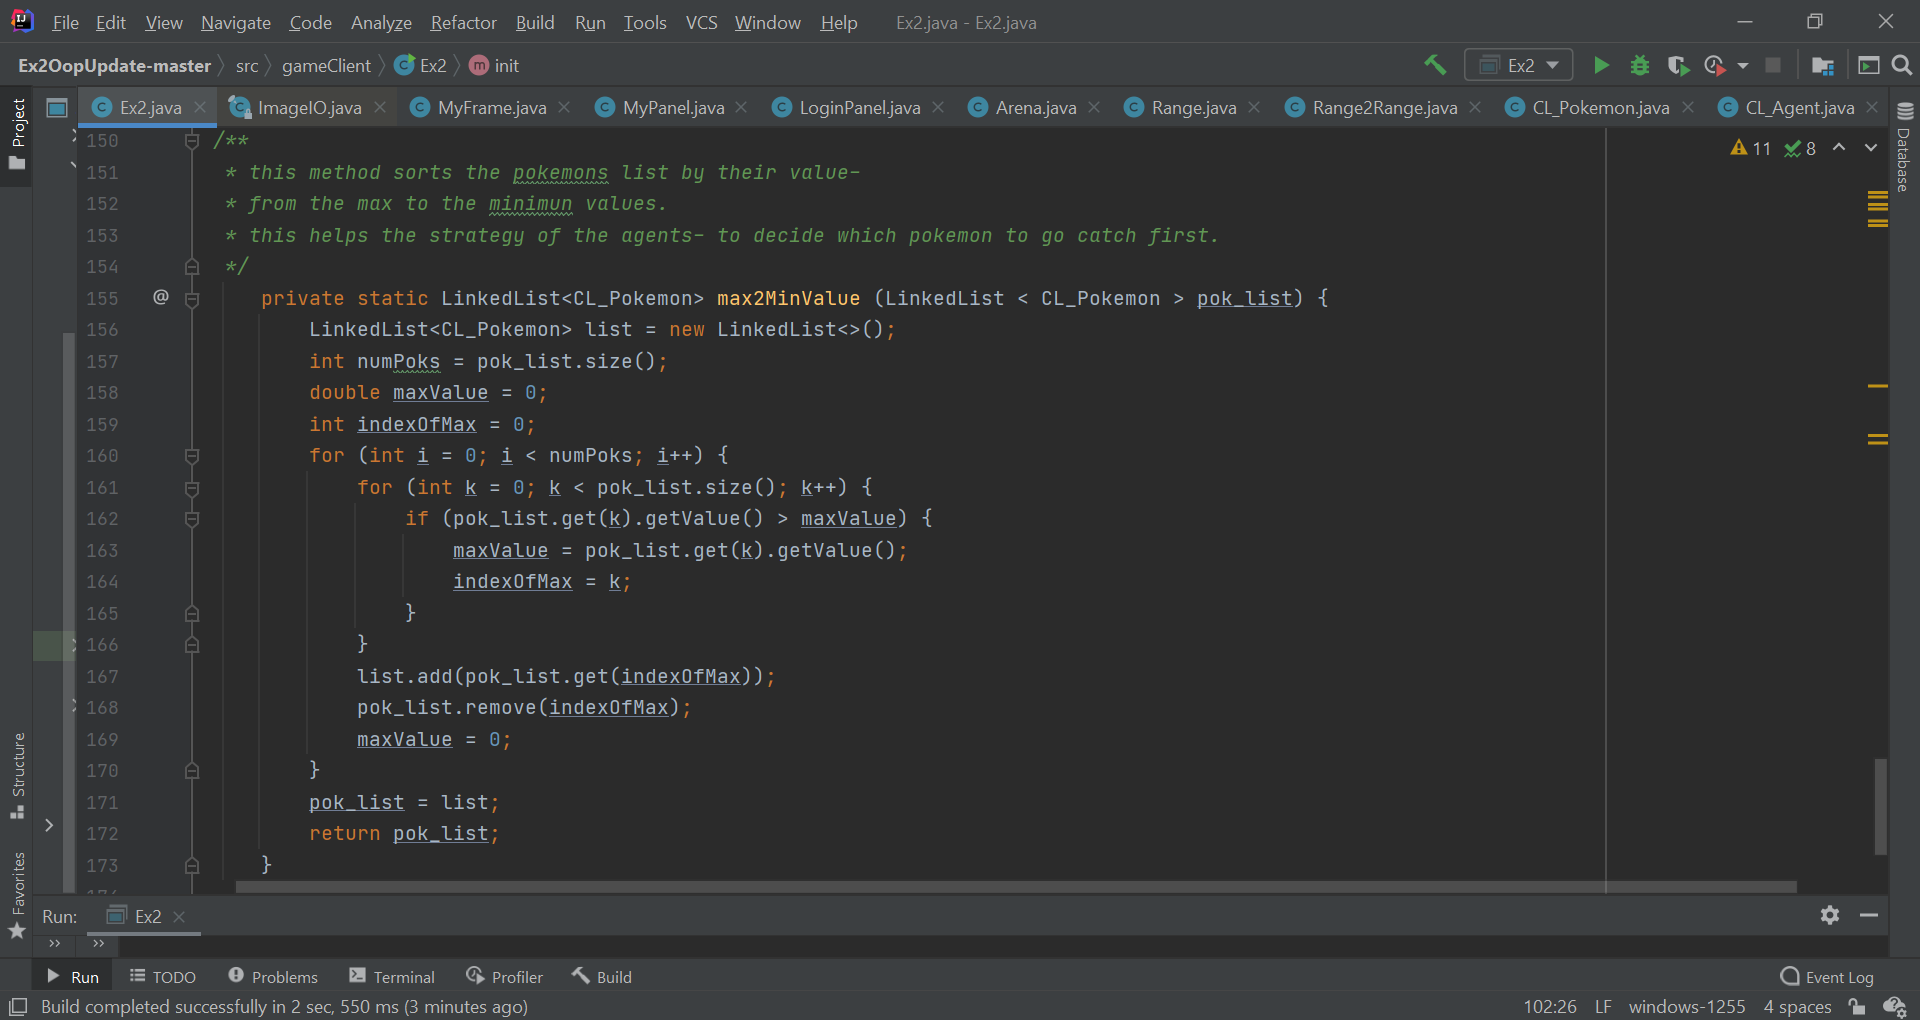 File Edit View Navigate Code Analyze Refactor Build Run Tools VCS Window Help Ex2.java - Ex2.java
Ex2OopUpdate-master src gameClient Ex2 init Ex2
Project Ex2.java ImageIO.java MyFrame.java MyPanel.java LoginPanel.java Arena.java Range.java Range2Range.java CL_Pokemon.java CL_Agent.java Database
11 8
150 /**
151 * this method sorts the pokemons list by their value-
152 * from the max to the minimun values.
153 * this helps the strategy of the agents- to decide which pokemon to go catch first.
154 */
155 @ private static LinkedList<CL_Pokemon> max2MinValue (LinkedList < CL_Pokemon > pok_list) {
156 LinkedList<CL_Pokemon> list = new LinkedList<>();
157 int numPoks = pok_list.size();
158 double maxValue = 0;
159 int indexOfMax = 0;
160 for (int i = 0; i < numPoks; i++) {
161 for (int k = 0; k < pok_list.size(); k++) {
162 if (pok_list.get(k).getValue() > maxValue) {
163 maxValue = pok_list.get(k).getValue();
164 indexOfMax = k;
165 }
166 }
167 list.add(pok_list.get(indexOfMax));
168 pok_list.remove(indexOfMax);
169 maxValue = 0;
170 }
171 pok_list = list;
172 return pok_list;
173 }
Structure
Favorites
Run: Ex2
Run TODO Problems Terminal Profiler Build Event Log
Build completed successfully in 2 sec, 550 ms (3 minutes ago) 102:26 LF windows-1255 4 spaces